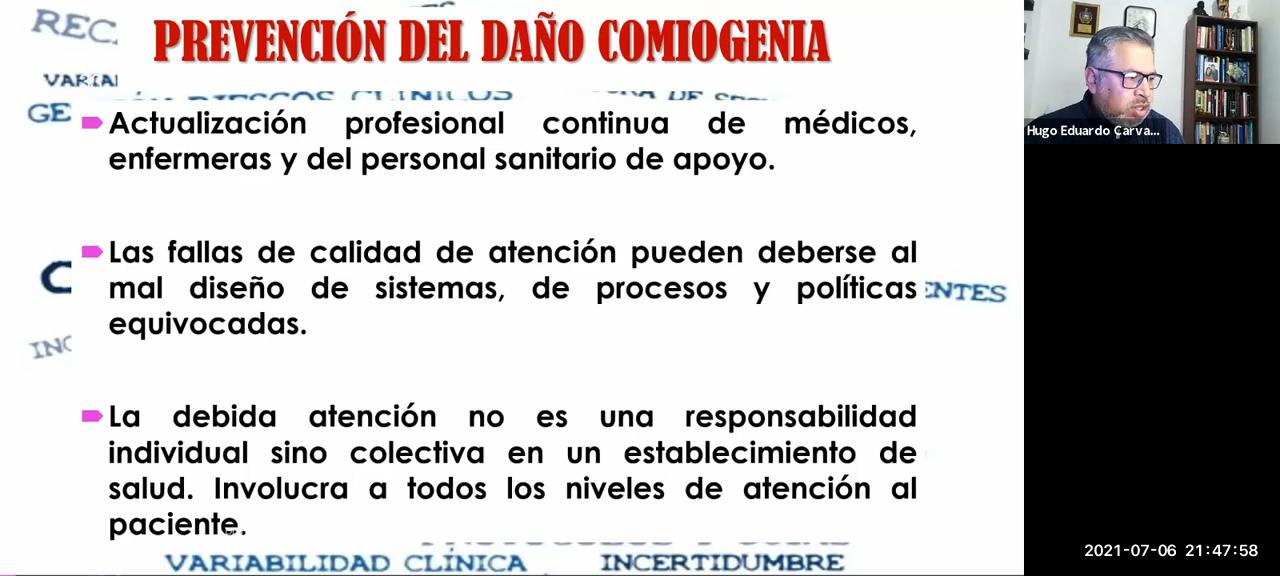 PREVENCIÓN DEL DAÑO COMIOGENIA
REC
VARIA
GE
RIESGOS CLÍNICOS
Actualización profesional continua de médicos,
enfermeras y del personal sanitario de apoyo.
Las fallas de calidad de atención pueden deberse al
mal diseño de sistemas, de procesos y políticas
equivocadas.
ENTES
C
INC
La debida atención no es una responsabilidad
individual sino colectiva en un establecimiento de
salud. Involucra a todos los niveles de atención al
paciente.
VARIABILIDAD CLÍNICA
INCERTIDUMBRE
Hugo Eduardo Carva...
2021-07-06 21:47:58